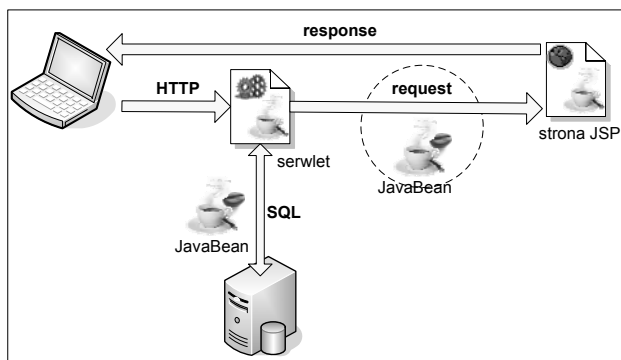 response
HTTP
request
serwlet
strona JSP
JavaBean
SQL
JavaBean